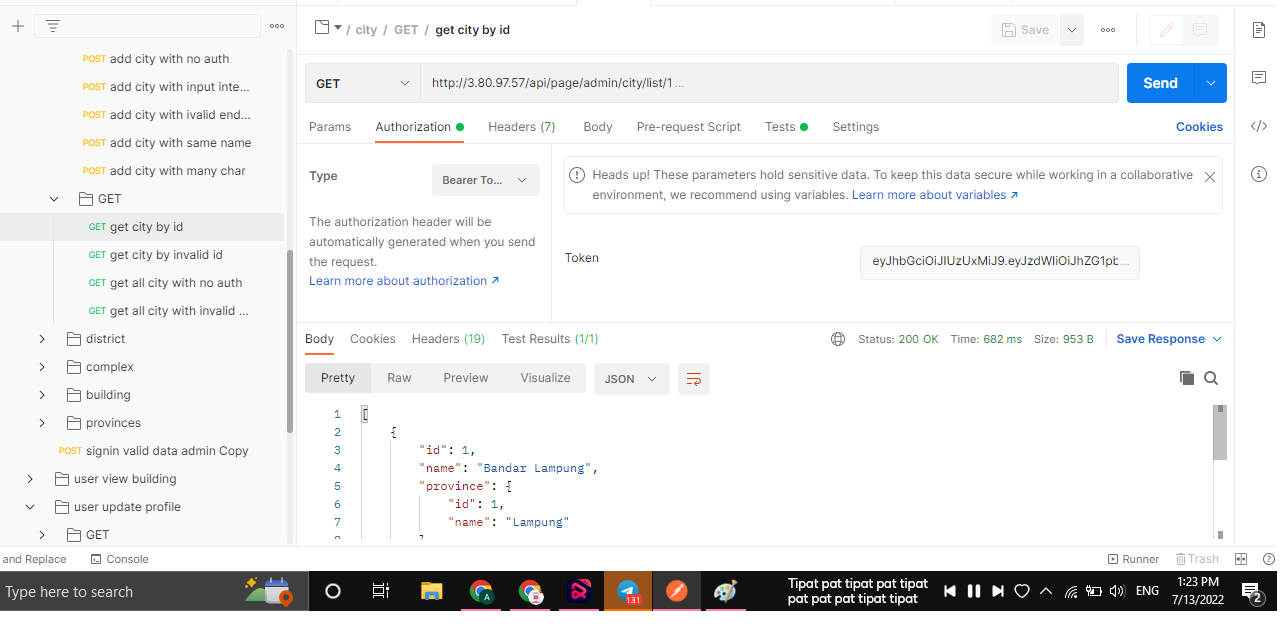 / city / GET / get city by id
Save
POST add city with no auth
POST add city with input inte...
POST add city with ivalid end...
POST add city with same name
POST add city with many char
GET
GET get city by id
GET get city by invalid id
GET get all city with no auth
GET get all city with invalid ...
district
complex
building
provinces
POST signin valid data admin Copy
user view building
user update profile
GET
GET
http://3.80.97.57/api/page/admin/city/list/1 ...
Send
Params Authorization Headers (7) Body Pre-request Script Tests Settings Cookies
Type
Bearer To...
The authorization header will be
automatically generated when you send
the request.
Learn more about authorization ↗
Heads up! These parameters hold sensitive data. To keep this data secure while working in a collaborative
environment, we recommend using variables. Learn more about variables ↗
Token
eyJhbGciOiJIUzUxMiJ9.eyJzdWIiOiJhZG1pb...
Body Cookies Headers (19) Test Results (1/1)
Status: 200 OK Time: 682 ms Size: 953 B Save Response
Pretty Raw Preview Visualize JSON
1 [
2 {
3 "id": 1,
4 "name": "Bandar Lampung",
5 "province": {
6 "id": 1,
7 "name": "Lampung"
and Replace Console
Runner Trash
Type here to search
A
131
Tipat pat tipat pat tipat
pat pat pat tipat tipat
ENG
1:23 PM
7/13/2022
2